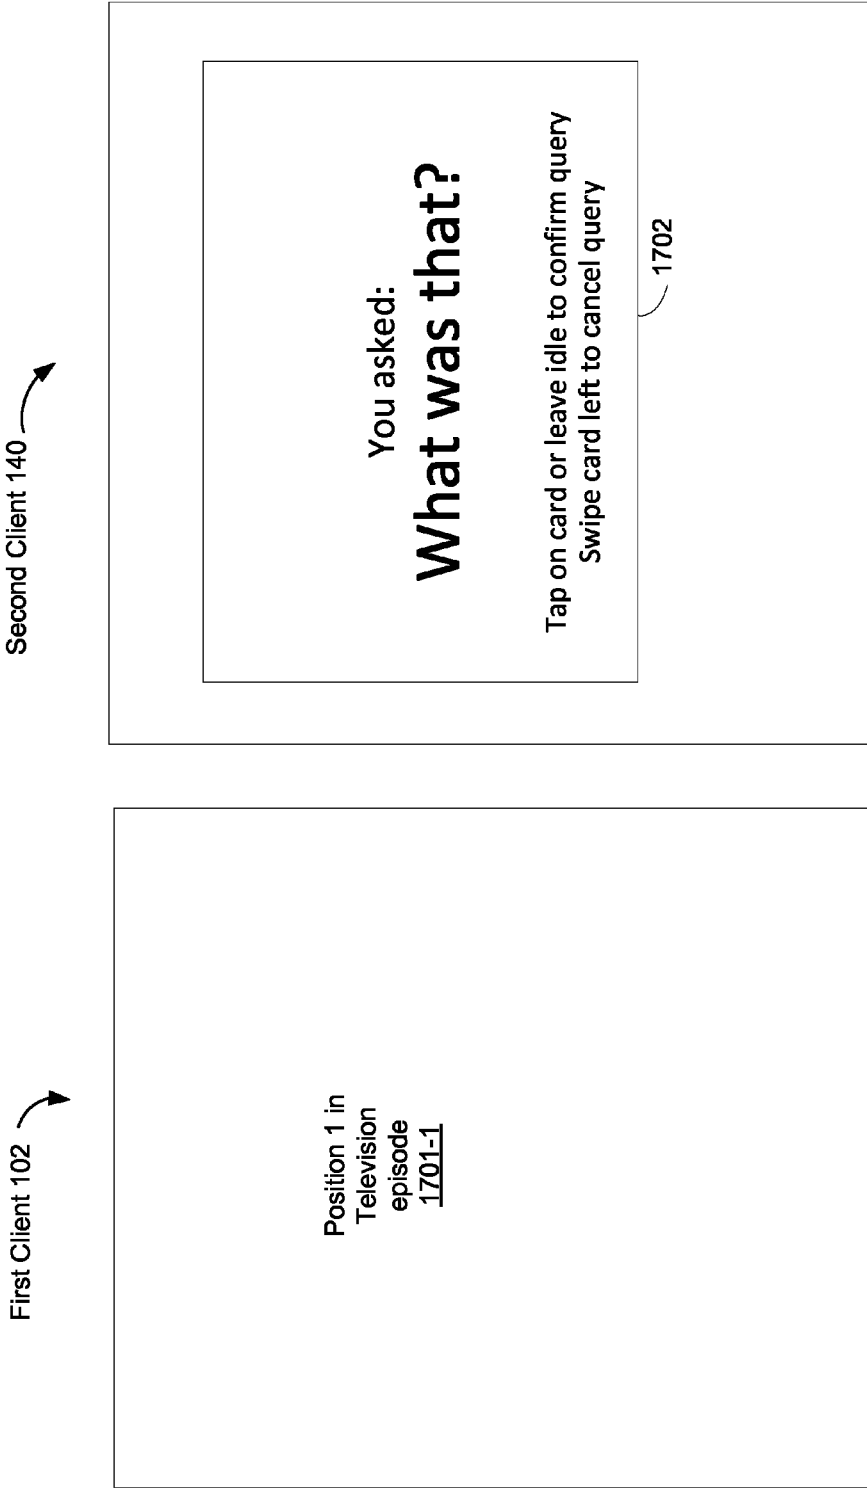 First Client 102
Position 1 in
Television
episode
1701-1
Second Client 140
You asked:
What was that?
Tap on card or leave idle to confirm query
Swipe card left to cancel query
1702